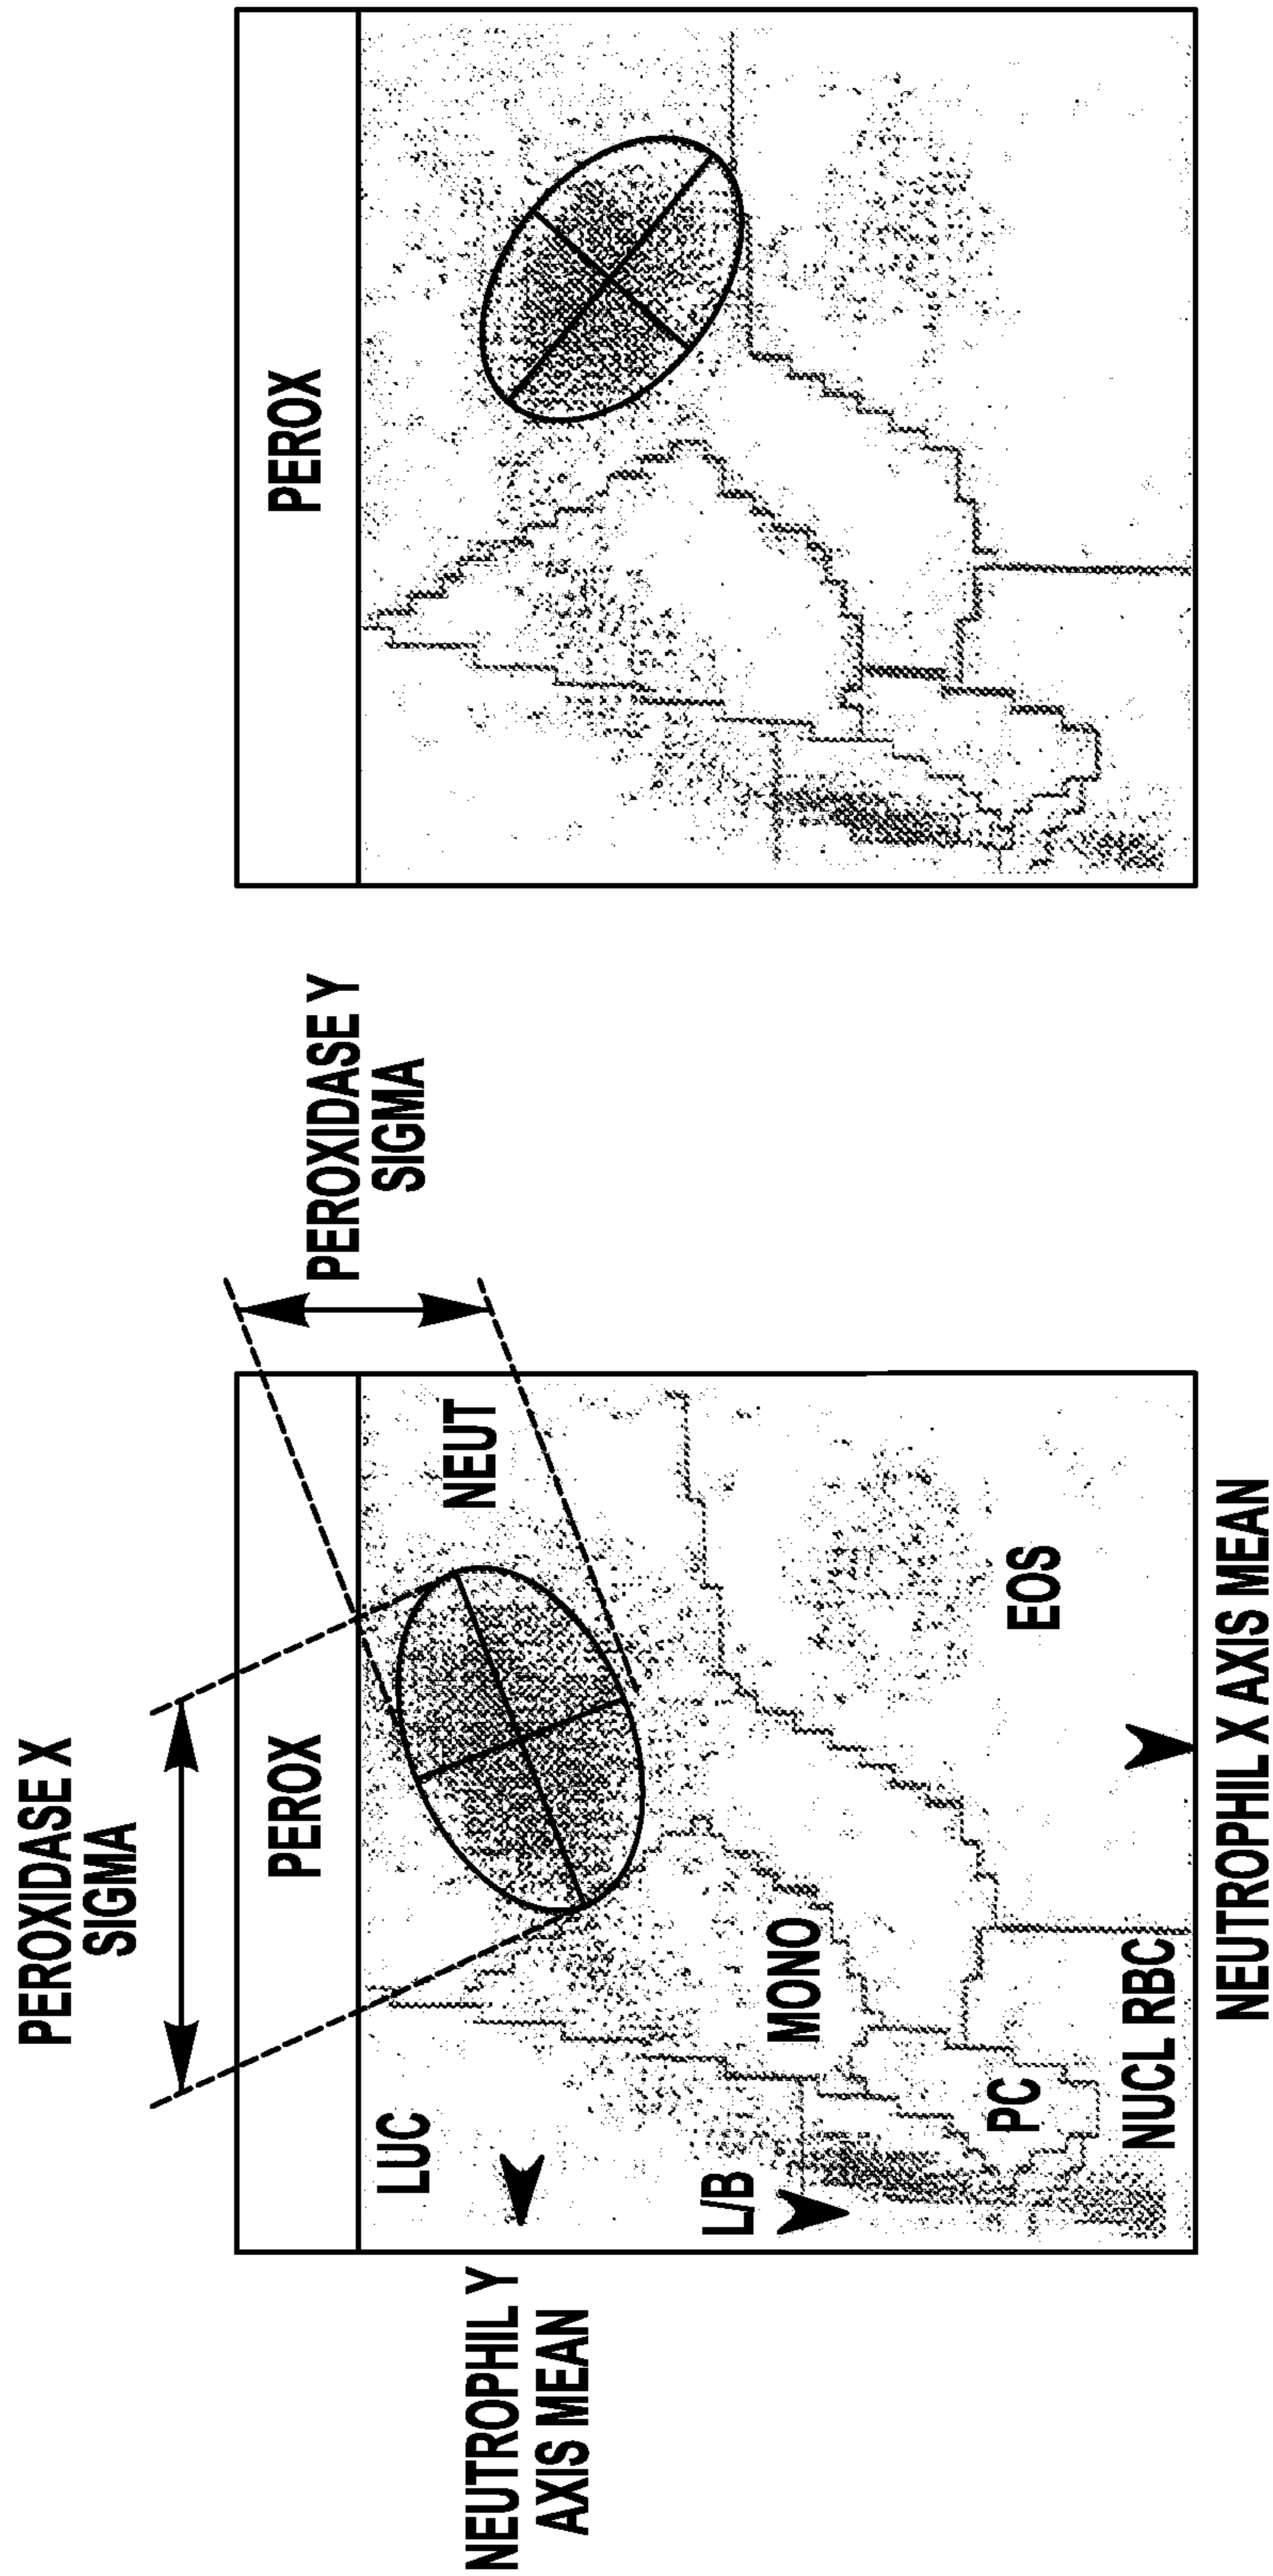 PEROXIDASE X
SIGMA
PEROX
LUC
NEUT
L/B
MONO
PC
EOS
NUCL RBC
NEUTROPHIL Y
AXIS MEAN
NEUTROPHIL X AXIS MEAN
PEROXIDASE Y
SIGMA
PEROX